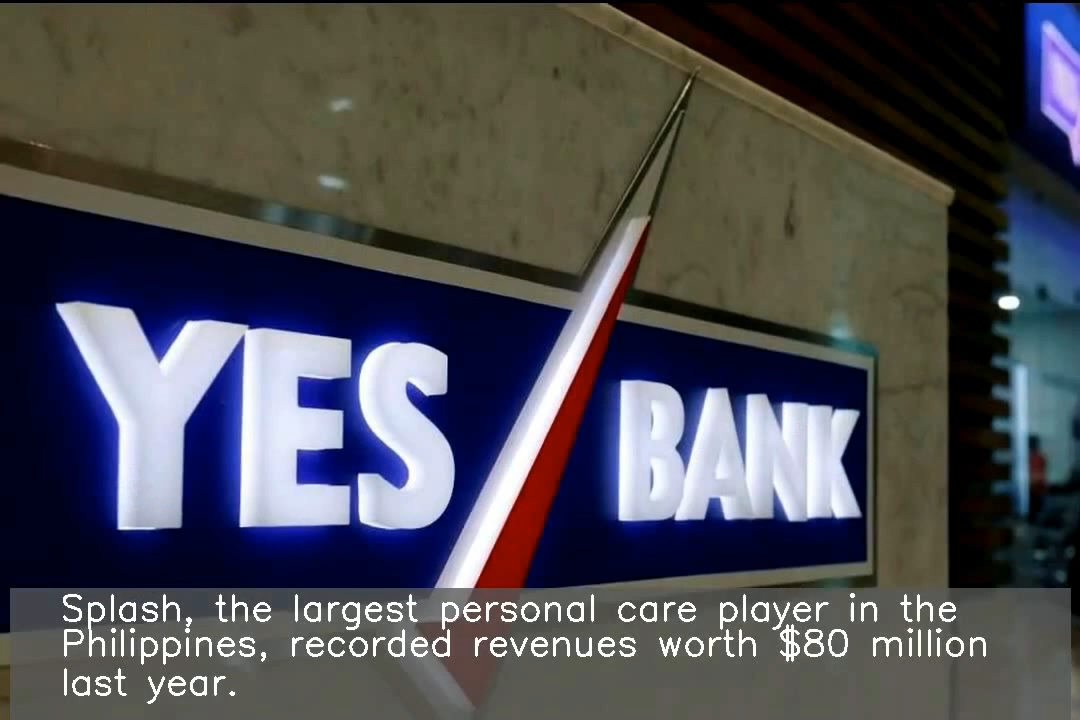 YES BANK
Splash, the largest personal care player in the
Philippines, recorded revenues worth $80 million
last year.